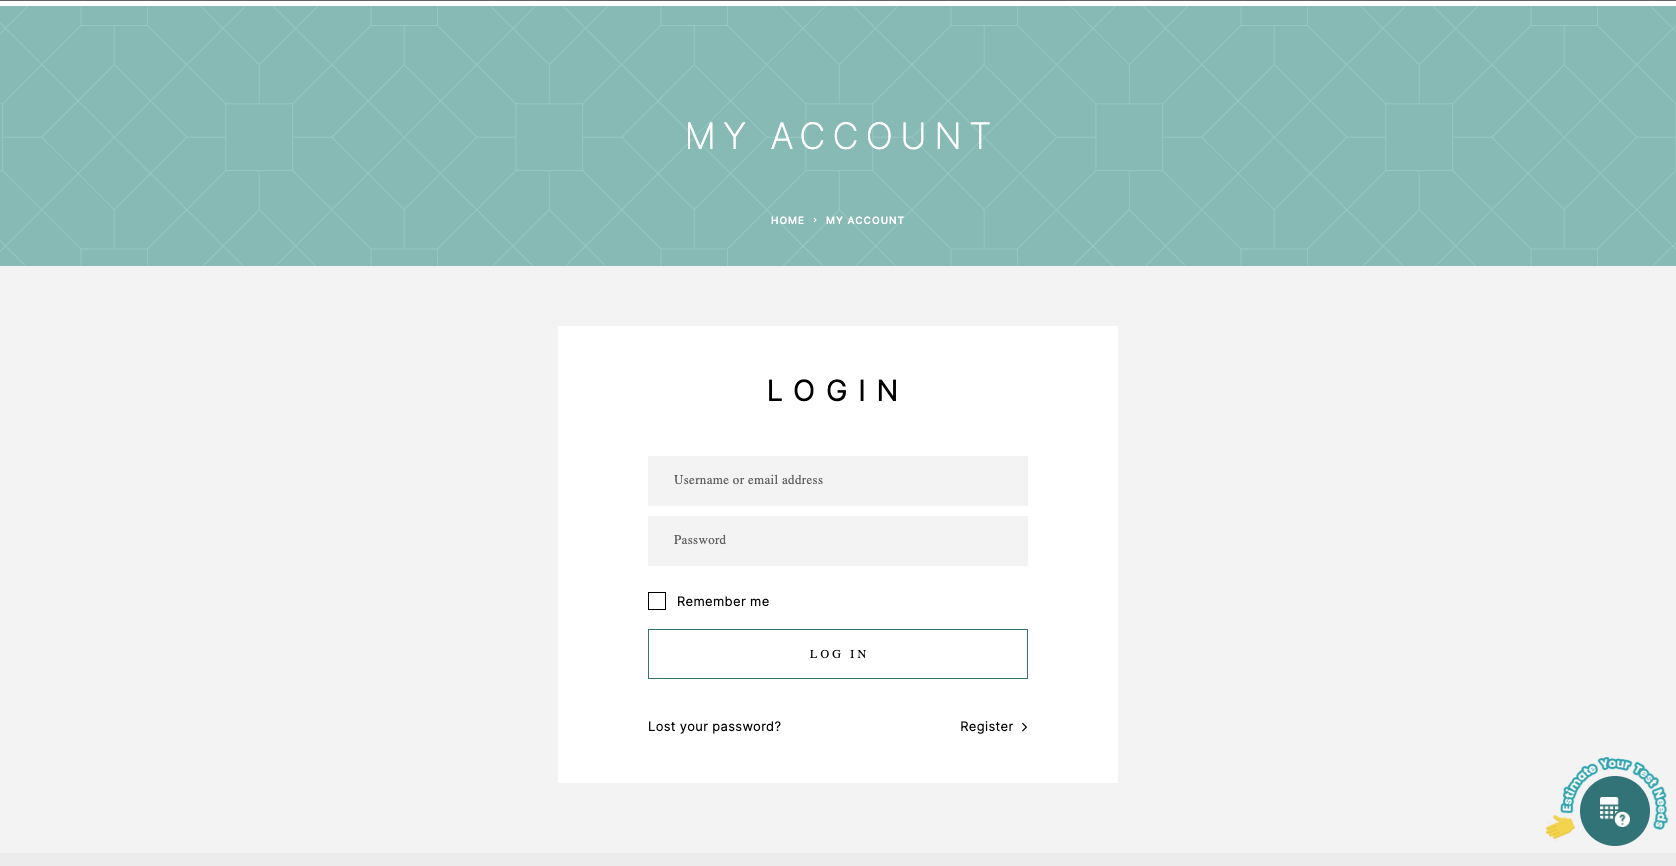 MY ACCOUNT
HOME › MY ACCOUNT
LOGIN
Username or email address
Password
Remember me
LOG IN
Lost your password?
Register >
Estimate Your Test Needs
?